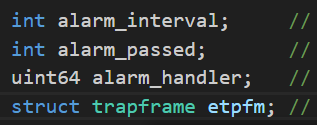 int alarm_interval; //
int alarm_passed; //
uint64 alarm_handler; //
struct trapframe etpfm; //